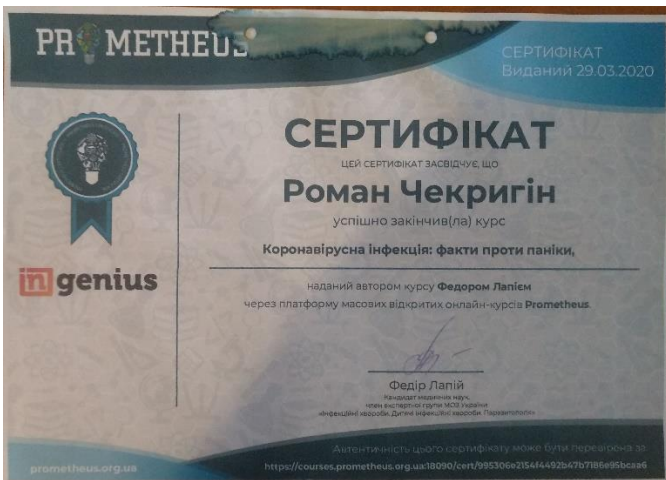 PROMETHEUS
СЕРТИФІКАТ
Виданий 29.03.2020
СЕРТИФІКАТ
ЦЕЙ СЕРТИФІКАТ ЗАСВІДЧУЄ, ЩО
Роман Чекригін
успішно закінчив(ла) курс
Коронавірусна інфекція: факти проти паніки,
in genius
наданий автором курсу Федором Лапієм
через платформу масових відкритих онлайн-курсів Prometheus.
Федір Лапій
Кандидат медичних наук,
член експертної групи МОЗ України
«Інфекційні хвороби. Дитячі інфекційні хвороби. Паразитологія»
Автентичність цього сертифікату може бути перевірена за
prometheus.org.ua
https://courses.prometheus.org.ua:18090/cert/995306e2154f4492b47b7186e95bcaa6